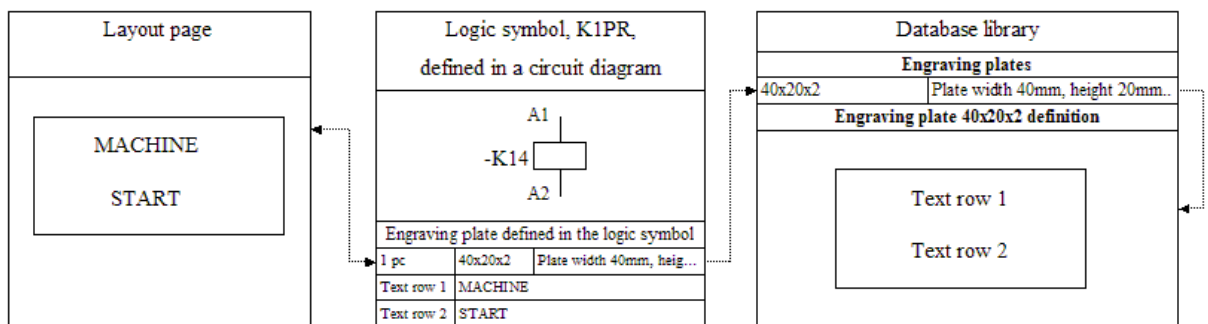 Layout page
MACHINE
START
Logic symbol, K1PR,
defined in a circuit diagram
A1
-K14
A2
Engraving plate defined in the logic symbol
1 pc 40x20x2 Plate width 40mm, heig...
Text row 1 MACHINE
Text row 2 START
Database library
Engraving plates
40x20x2 Plate width 40mm, height 20mm..
Engraving plate 40x20x2 definition
Text row 1
Text row 2